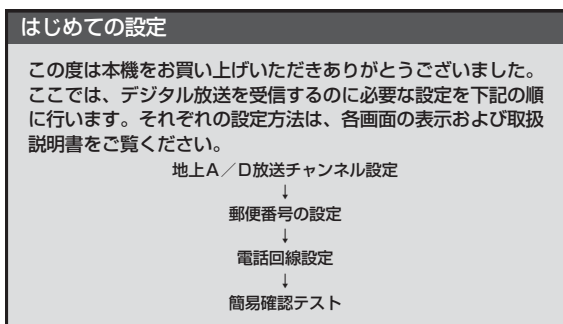 はじめての設定
この度は本機をお買い上げいただきありがとうございました。
ここでは、デジタル放送を受信するのに必要な設定を下記の順
に行います。それぞれの設定方法は、各画面の表示および取扱
説明書をご覧ください。
地上A／D放送チャンネル設定
↓
郵便番号の設定
↓
電話回線設定
↓
簡易確認テスト